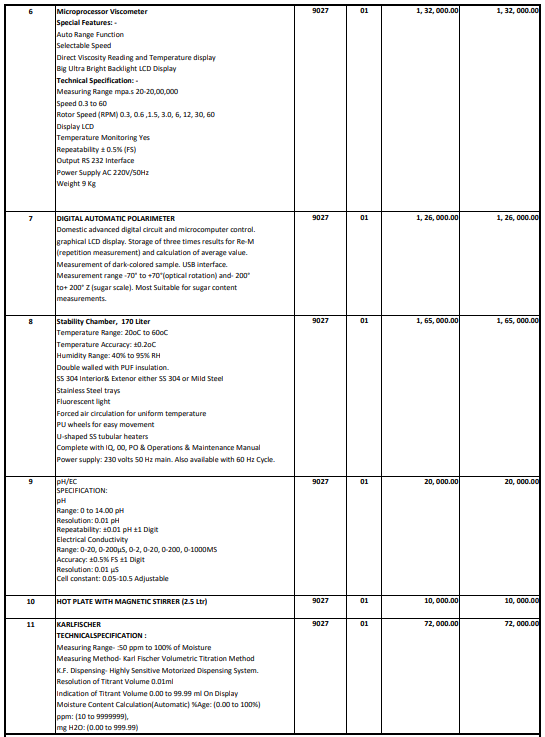 6 Microprocessor Viscometer 9027 01 1, 32, 000.00 1, 32, 000.00
Special Features: -
Auto Range Function
Selectable Speed
Direct Viscosity Reading and Temperature display
Big Ultra Bright Backlight LCD Display
Technical Specification: -
Measuring Range mpa.s 20-20,00,000
Speed 0.3 to 60
Rotor Speed (RPM) 0.3, 0.6 ,1.5, 3.0, 6, 12, 30, 60
Display LCD
Temperature Monitoring Yes
Repeatability ± 0.5% (FS)
Output RS 232 Interface
Power Supply AC 220V/50Hz
Weight 9 Kg
7 DIGITAL AUTOMATIC POLARIMETER 9027 01 1, 26, 000.00 1, 26, 000.00
Domestic advanced digital circuit and microcomputer control.
graphical LCD display. Storage of three times results for Re-M
(repetition measurement) and calculation of average value.
Measurement of dark-colored sample. USB interface.
Measurement range -70° to +70°(optical rotation) and- 200°
to+ 200° Z (sugar scale). Most Suitable for sugar content
measurements.
8 Stability Chamber, 170 Liter 9027 01 1, 65, 000.00 1, 65, 000.00
Temperature Range: 20oC to 60oC
Temperature Accuracy: ±0.2oC
Humidity Range: 40% to 95% RH
Double walled with PUF insulation.
SS 304 Interior& Extenor either SS 304 or Mild Steel
Stainless Steel trays
Fluorescent light
Forced air circulation for uniform temperature
PU wheels for easy movement
U-shaped SS tubular heaters
Complete with IQ, 00, PO & Operations & Maintenance Manual
Power supply: 230 volts 50 Hz main. Also available with 60 Hz Cycle.
9 pH/EC 9027 01 20, 000.00 20, 000.00
SPECIFICATION:
pH
Range: 0 to 14.00 pH
Resolution: 0.01 pH
Repeatability: ±0.01 pH ±1 Digit
Electrical Conductivity
Range: 0-20, 0-200µS, 0-2, 0-20, 0-200, 0-1000MS
Accuracy: ±0.5% FS ±1 Digit
Resolution: 0.01 µS
Cell constant: 0.05-10.5 Adjustable
10 HOT PLATE WITH MAGNETIC STIRRER (2.5 Ltr) 9027 01 10, 000.00 10, 000.00
11 KARLFISCHER 9027 01 72, 000.00 72, 000.00
TECHNICALSPECIFICATION :
Measuring Range- :50 ppm to 100% of Moisture
Measuring Method- Karl Fischer Volumetric Titration Method
K.F. Dispensing- Highly Sensitive Motorized Dispensing System.
Resolution of Titrant Volume 0.01ml
Indication of Titrant Volume 0.00 to 99.99 ml On Display
Moisture Content Calculation(Automatic) %Age: (0.00 to 100%)
ppm: (10 to 9999999),
mg H2O: (0.00 to 999.99)